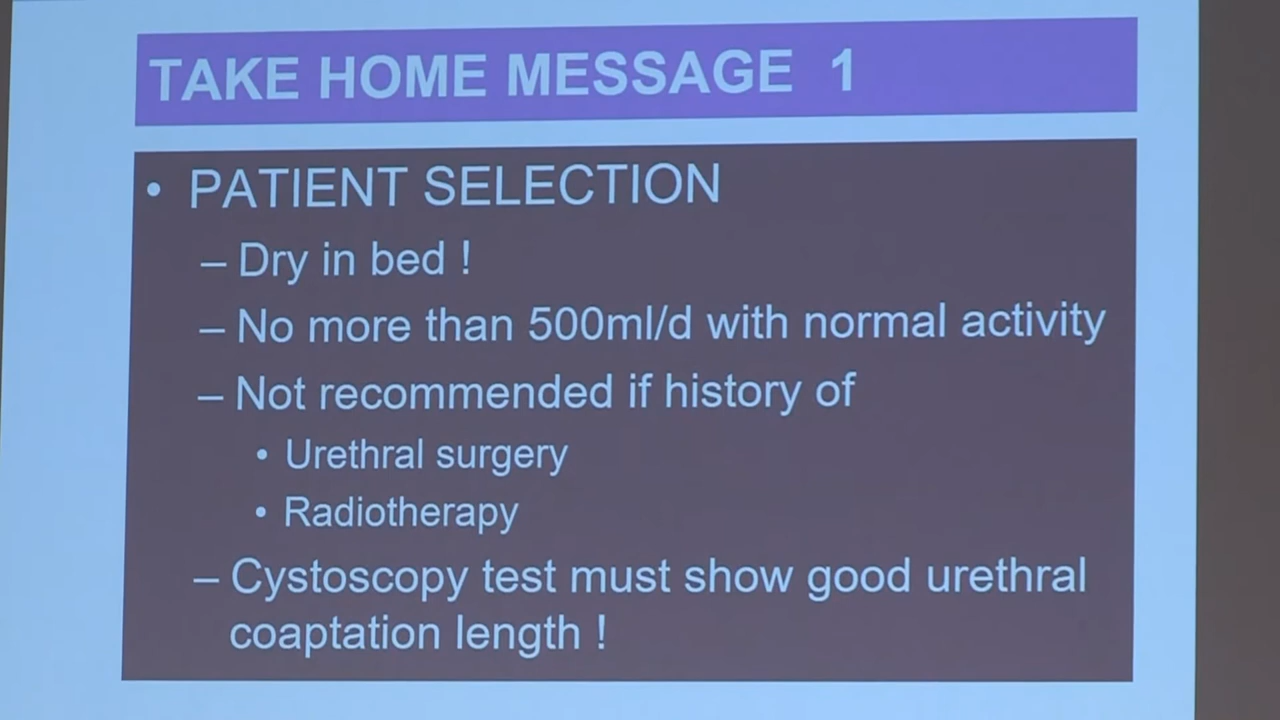 TAKE HOME MESSAGE 1
• PATIENT SELECTION
– Dry in bed !
– No more than 500ml/d with normal activity
– Not recommended if history of
• Urethral surgery
• Radiotherapy
– Cystoscopy test must show good urethral
coaptation length !